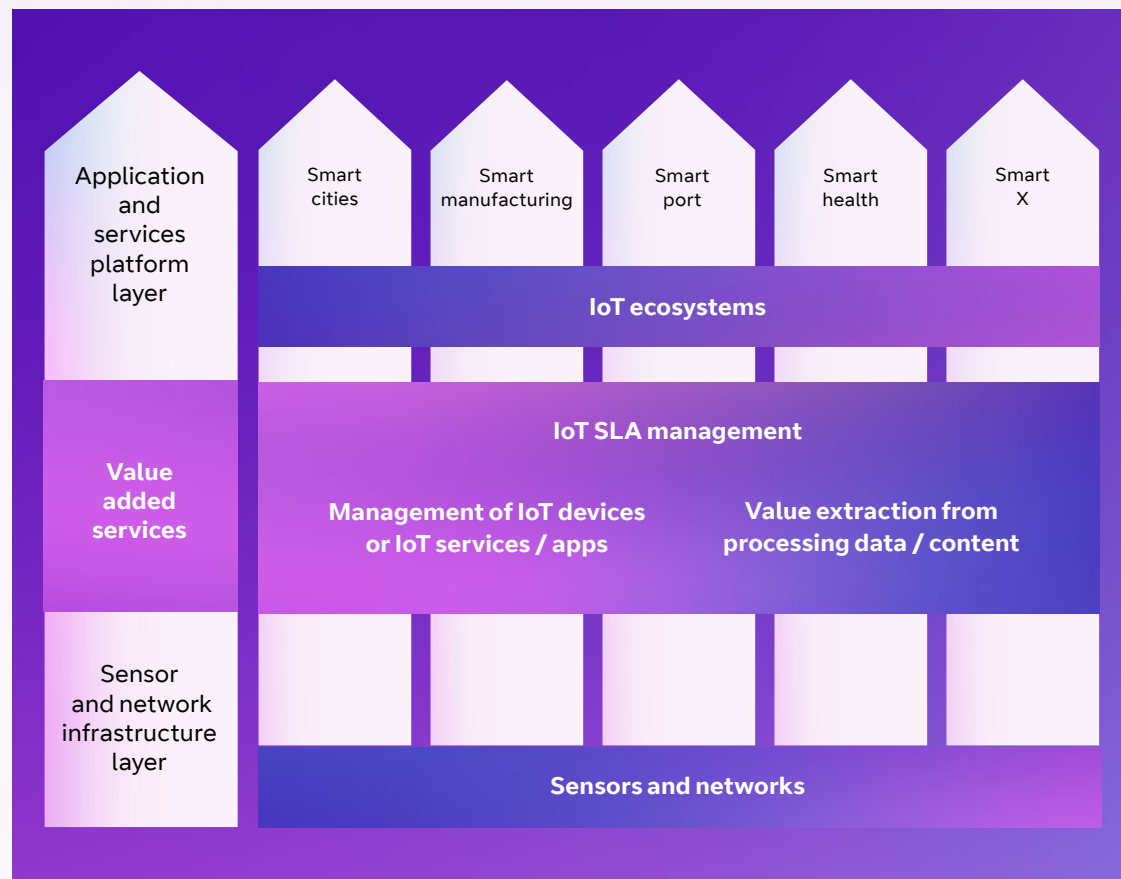 Application
and
services
platform
layer
Smart
cities
Smart
manufacturing
Smart
port
Smart
health
Smart
X
IoT ecosystems
Value
added
services
IoT SLA management
Management of IoT devices
or IoT services / apps
Value extraction from
processing data / content
Sensor
and network
infrastructure
layer
Sensors and networks